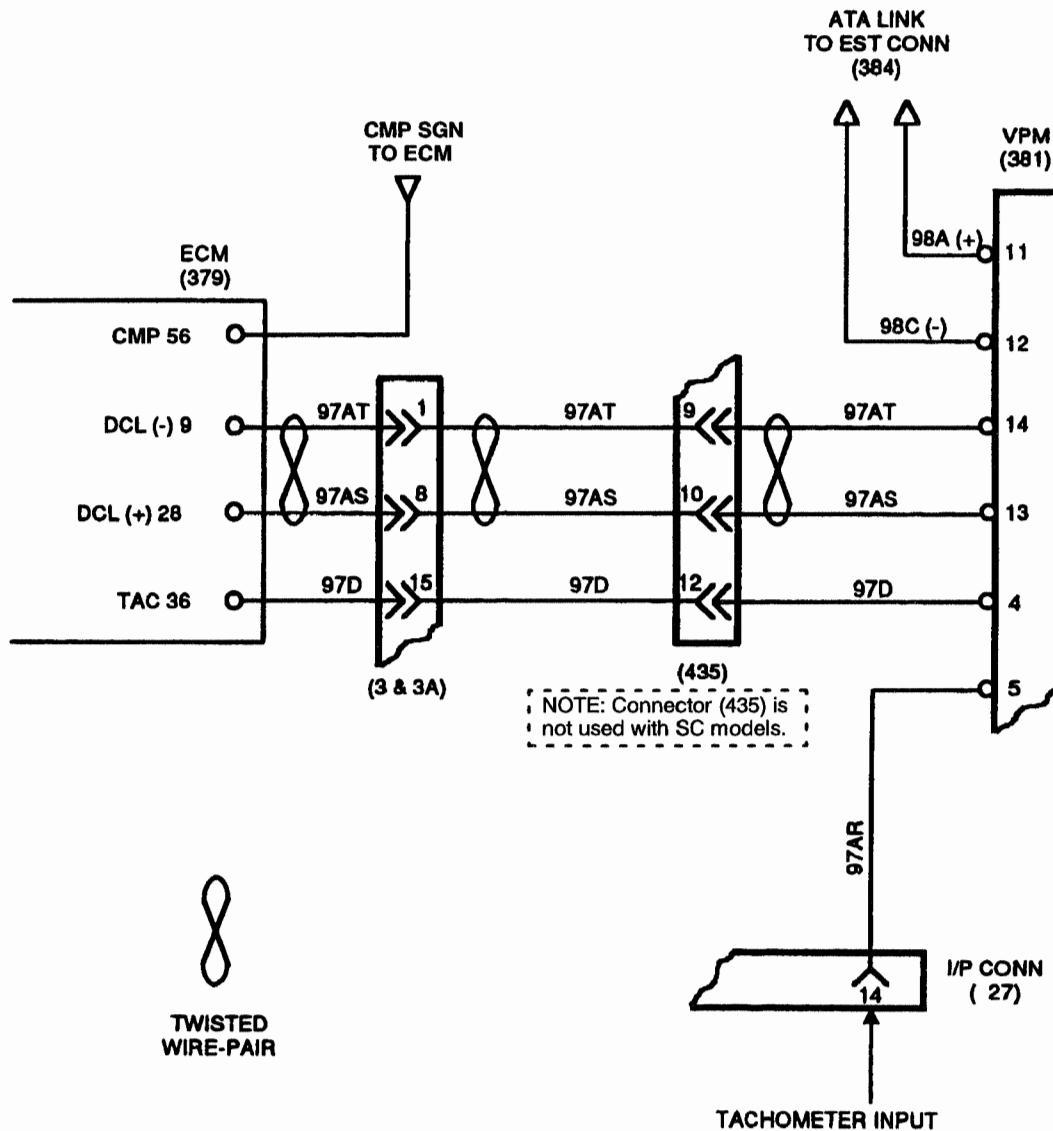 ATA LINK
TO EST CONN
(384)
CMP SGN
TO ECM
VPM
(381)
98A (+)
11
ECM
(379)
CMP 56
98C (-)
12
DCL (-) 9
97AT
1
97AT
9
97AT
14
DCL (+) 28
97AS
8
97AS
10
97AS
13
TAC 36
97D
15
97D
12
97D
4
(3 & 3A)
(435)
5
NOTE: Connector (435) is
not used with SC models.
97AR
TWISTED
WIRE-PAIR
14
I/P CONN
( 27)
TACHOMETER INPUT